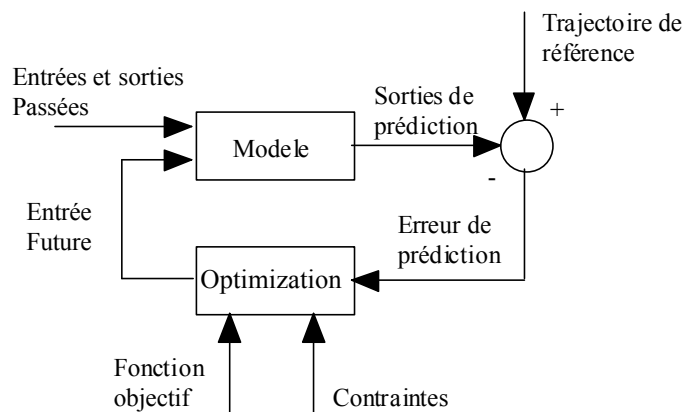 Trajectoire de
référence
Entrées et sorties
Passées
Sorties de
prédiction
+
Modele
-
Entrée
Future
Erreur de
prédiction
Optimization
Fonction
objectif
Contraintes